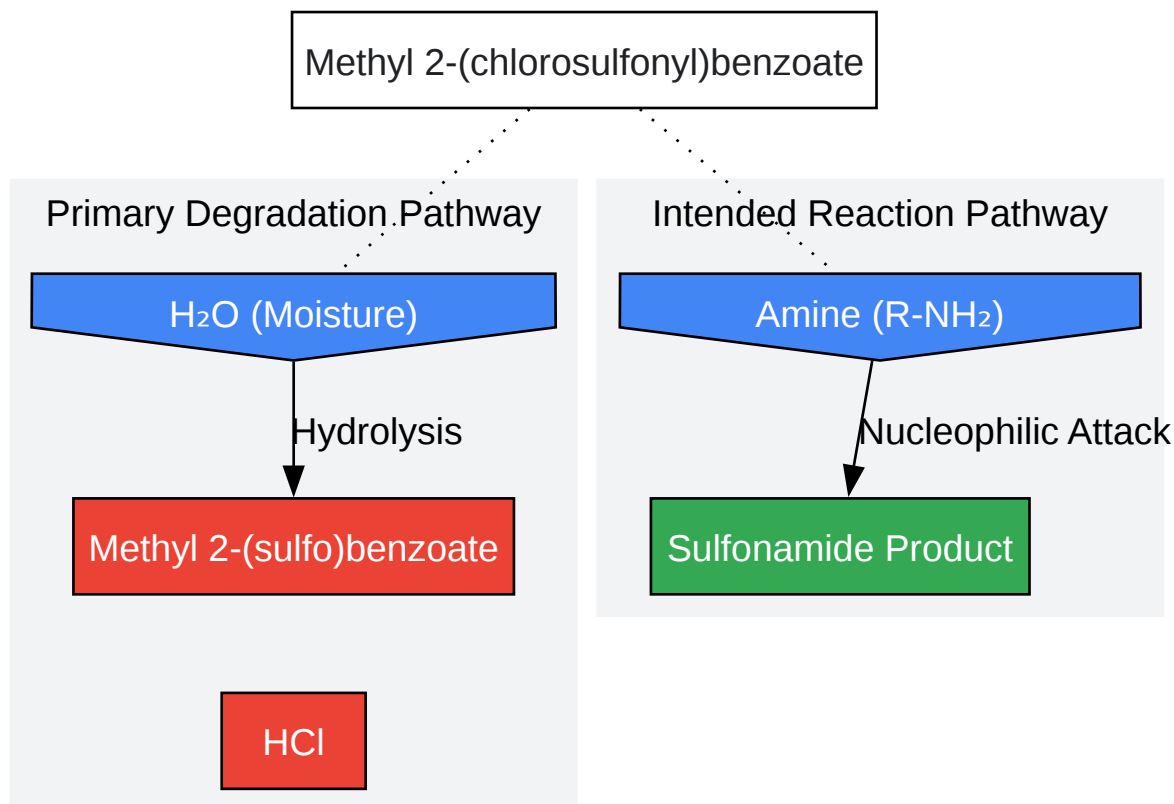 Methyl 2-(chlorosulfonyl)benzoate
Primary Degradation Pathway
H₂O (Moisture)
Hydrolysis
Methyl 2-(sulfo)benzoate
HCl
Intended Reaction Pathway
Amine (R-NH₂)
Nucleophilic Attack
Sulfonamide Product